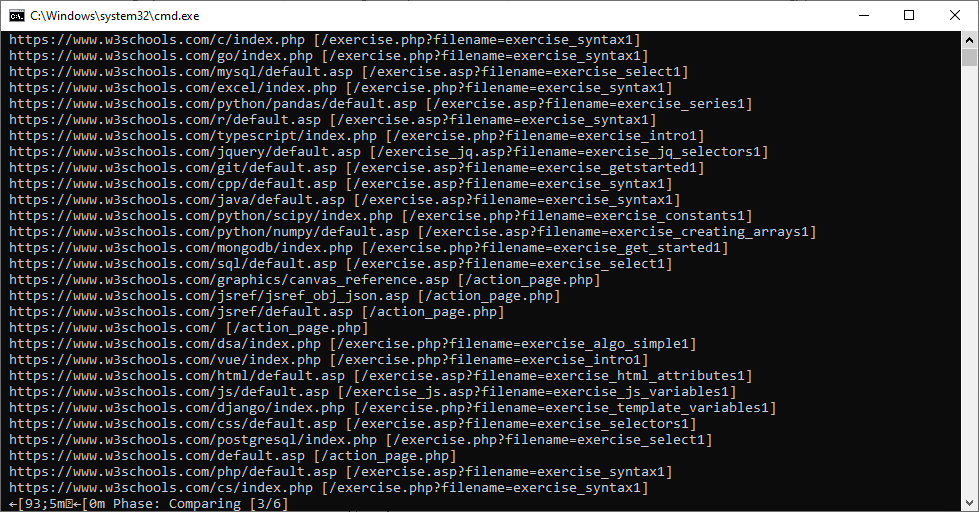 C:\Windows\system32\cmd.exe
https://www.w3schools.com/c/index.php [/exercise.php?filename=exercise_syntax1]
https://www.w3schools.com/go/index.php [/exercise.php?filename=exercise_syntax1]
https://www.w3schools.com/mysql/default.asp [/exercise.asp?filename=exercise_select1]
https://www.w3schools.com/excel/index.php [/exercise.php?filename=exercise_syntax1]
https://www.w3schools.com/python/pandas/default.asp [/exercise.asp?filename=exercise_series1]
https://www.w3schools.com/r/default.asp [/exercise.asp?filename=exercise_syntax1]
https://www.w3schools.com/typescript/index.php [/exercise.php?filename=exercise_intro1]
https://www.w3schools.com/jquery/default.asp [/exercise_jq.asp?filename=exercise_jq_selectors1]
https://www.w3schools.com/git/default.asp [/exercise.asp?filename=exercise_getstarted1]
https://www.w3schools.com/cpp/default.asp [/exercise.asp?filename=exercise_syntax1]
https://www.w3schools.com/java/default.asp [/exercise.asp?filename=exercise_syntax1]
https://www.w3schools.com/python/scipy/index.php [/exercise.php?filename=exercise_constants1]
https://www.w3schools.com/python/numpy/default.asp [/exercise.asp?filename=exercise_creating_arrays1]
https://www.w3schools.com/mongodb/index.php [/exercise.php?filename=exercise_get_started1]
https://www.w3schools.com/sql/default.asp [/exercise.asp?filename=exercise_select1]
https://www.w3schools.com/graphics/canvas_reference.asp [/action_page.php]
https://www.w3schools.com/jsref/jsref_obj_json.asp [/action_page.php]
https://www.w3schools.com/jsref/default.asp [/action_page.php]
https://www.w3schools.com/ [/action_page.php]
https://www.w3schools.com/dsa/index.php [/exercise.php?filename=exercise_algo_simple1]
https://www.w3schools.com/vue/index.php [/exercise.php?filename=exercise_intro1]
https://www.w3schools.com/html/default.asp [/exercise.asp?filename=exercise_html_attributes1]
https://www.w3schools.com/js/default.asp [/exercise_js.asp?filename=exercise_js_variables1]
https://www.w3schools.com/django/index.php [/exercise.php?filename=exercise_template_variables1]
https://www.w3schools.com/css/default.asp [/exercise.asp?filename=exercise_selectors1]
https://www.w3schools.com/postgresql/index.php [/exercise.php?filename=exercise_select1]
https://www.w3schools.com/default.asp [/action_page.php]
https://www.w3schools.com/php/default.asp [/exercise.asp?filename=exercise_syntax1]
https://www.w3schools.com/cs/index.php [/exercise.php?filename=exercise_syntax1]
←[93;5m⍰←[0m Phase: Comparing [3/6]